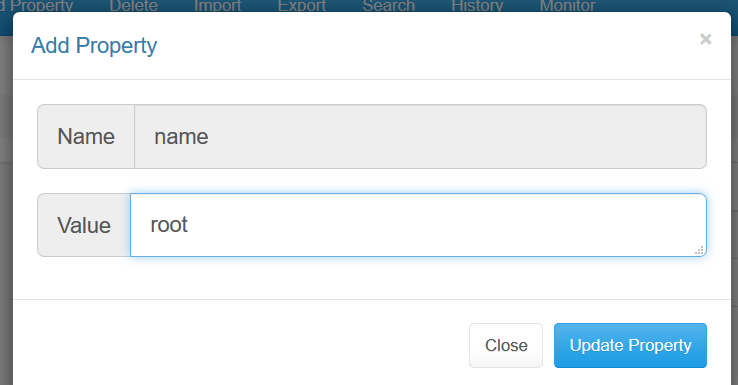 d Property Delete Import Export Search History Monitor
Add Property ×
Name name
Value root
Close Update Property